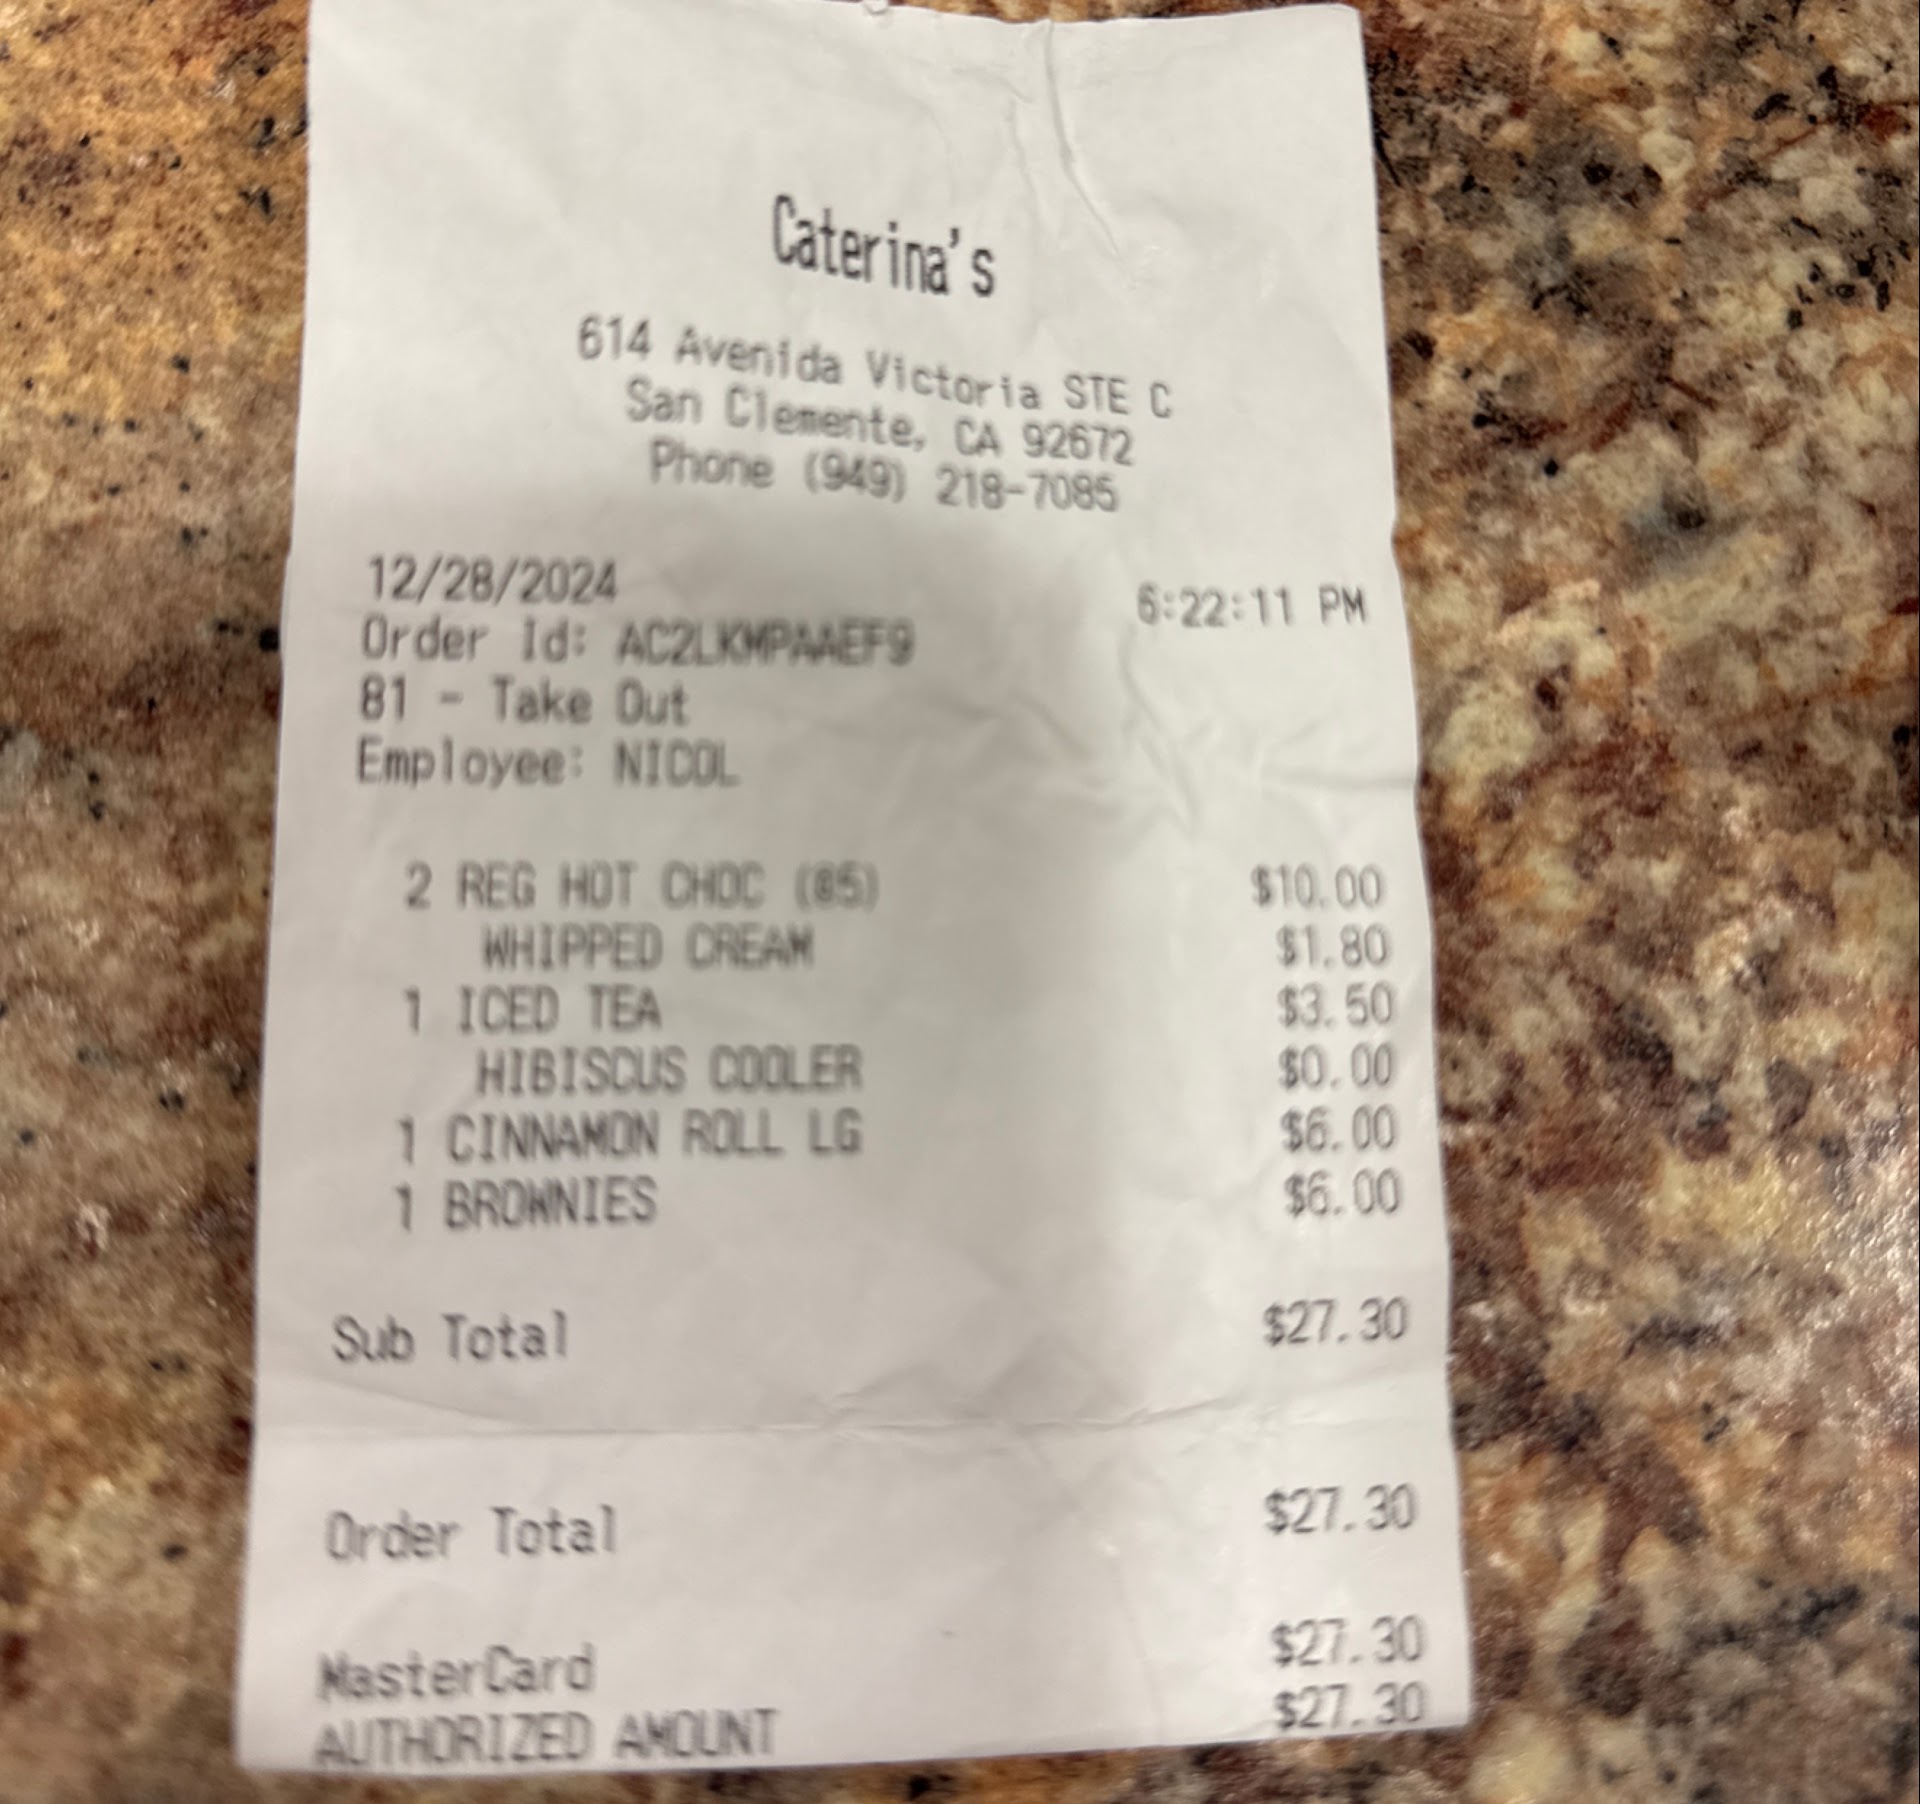 Caterina's
614 Avenida Victoria STE C
San Clemente, CA 92672
Phone (949) 218-7085
12/28/2024 6:22:11 PM
Order Id: AC2LKMPAAEF9
81 - Take Out
Employee: NICOL
2 REG HOT CHOC (@5) $10.00
WHIPPED CREAM $1.80
1 ICED TEA $3.50
HIBISCUS COOLER $0.00
1 CINNAMON ROLL LG $6.00
1 BROWNIES $6.00
Sub Total $27.30
Order Total $27.30
MasterCard $27.30
AUTHORIZED AMOUNT $27.30